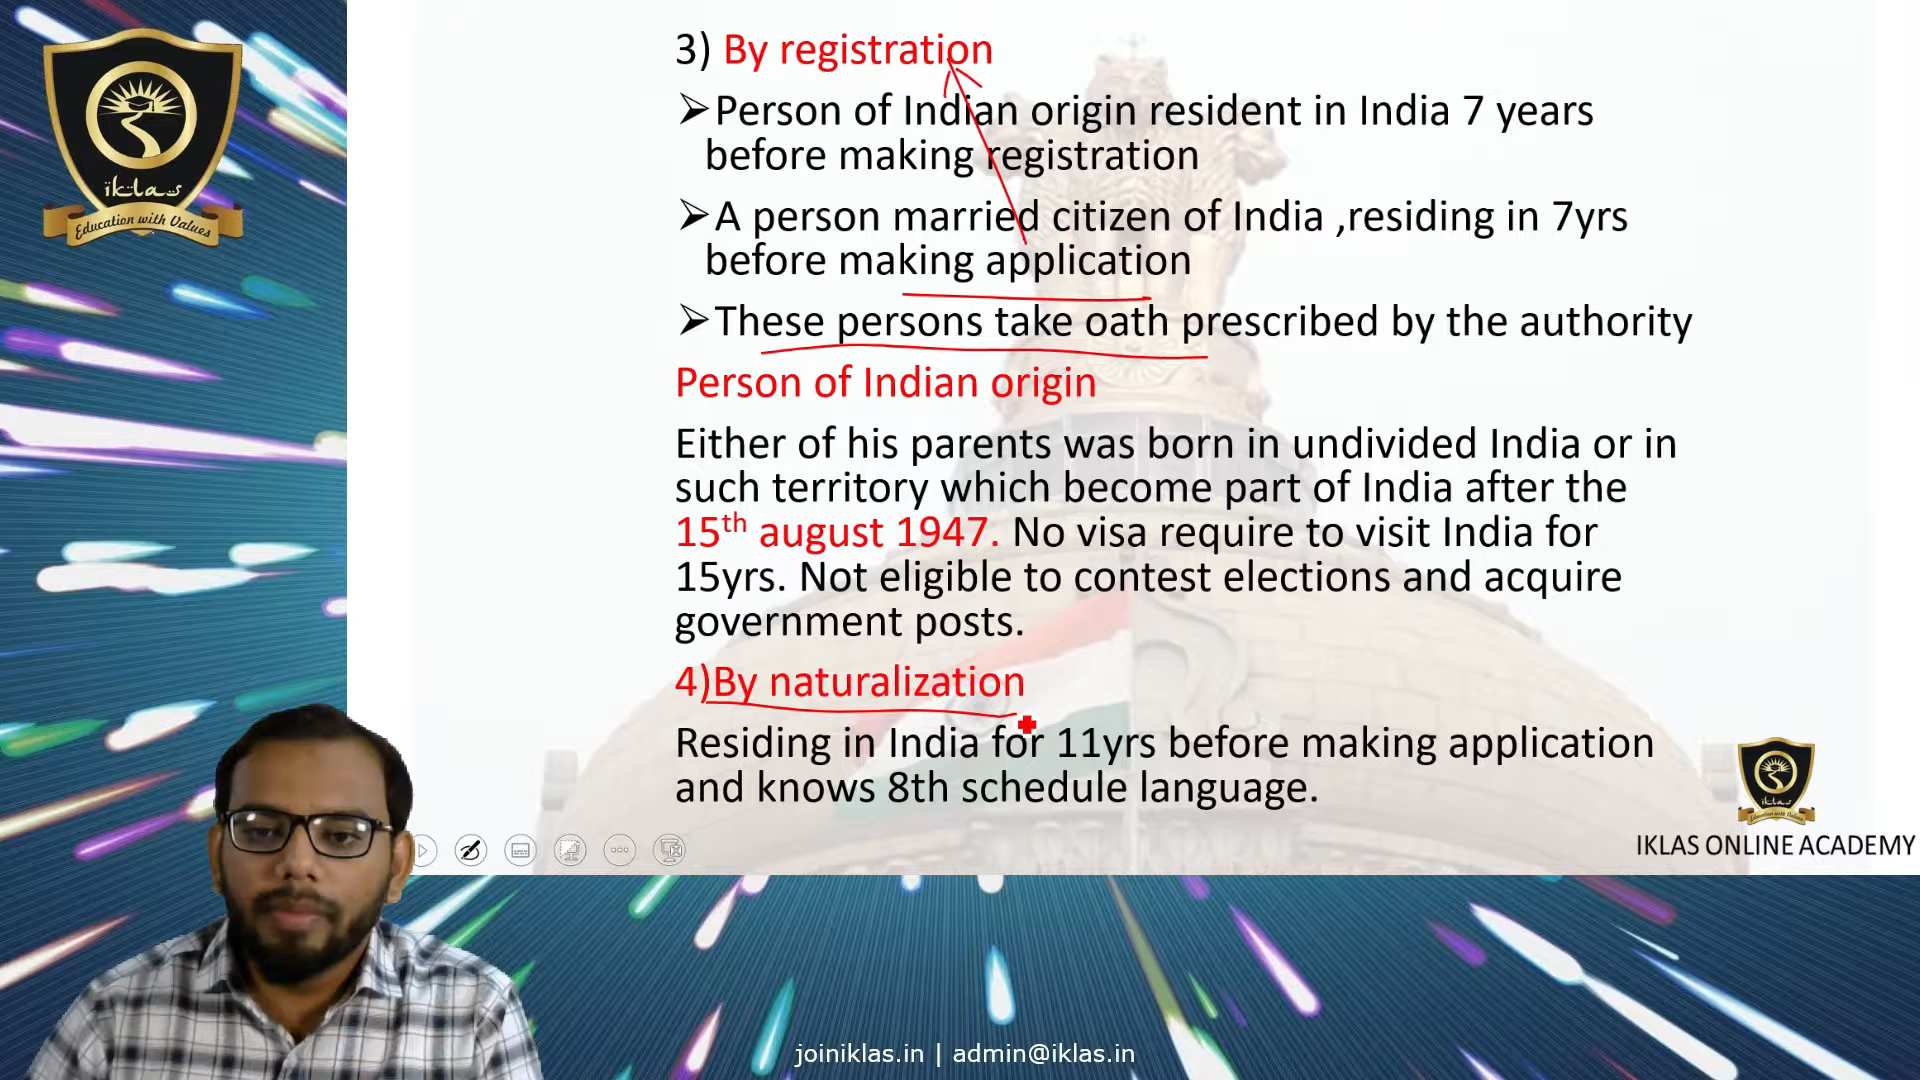 iklas
Education with Values
3) By registration
➢Person of Indian origin resident in India 7 years
before making registration
➢A person married citizen of India ,residing in 7yrs
before making application
➢These persons take oath prescribed by the authority
Person of Indian origin
Either of his parents was born in undivided India or in
such territory which become part of India after the
15th august 1947. No visa require to visit India for
15yrs. Not eligible to contest elections and acquire
government posts.
4)By naturalization
Residing in India for 11yrs before making application
and knows 8th schedule language.
iklas
Education with Values
IKLAS ONLINE ACADEMY
joiniklas.in | admin@iklas.in